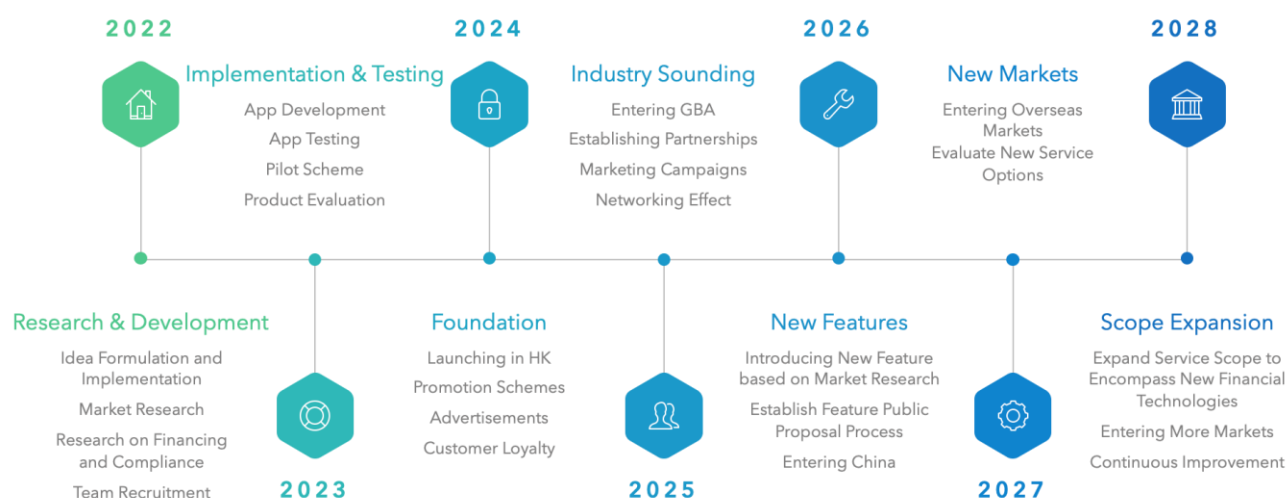 2022
2024
2026
2028
Implementation & Testing
App Development
App Testing
Pilot Scheme
Product Evaluation
Industry Sounding
Entering GBA
Establishing Partnerships
Marketing Campaigns
Networking Effect
New Markets
Entering Overseas
Markets
Evaluate New Service
Options
Research & Development
Idea Formulation and
Implementation
Market Research
Research on Financing
and Compliance
Team Recruitment
Foundation
Launching in HK
Promotion Schemes
Advertisements
Customer Loyalty
New Features
Introducing New Feature
based on Market Research
Establish Feature Public
Proposal Process
Entering China
Scope Expansion
Expand Service Scope to
Encompass New Financial
Technologies
Entering More Markets
Continuous Improvement
2023
2025
2027